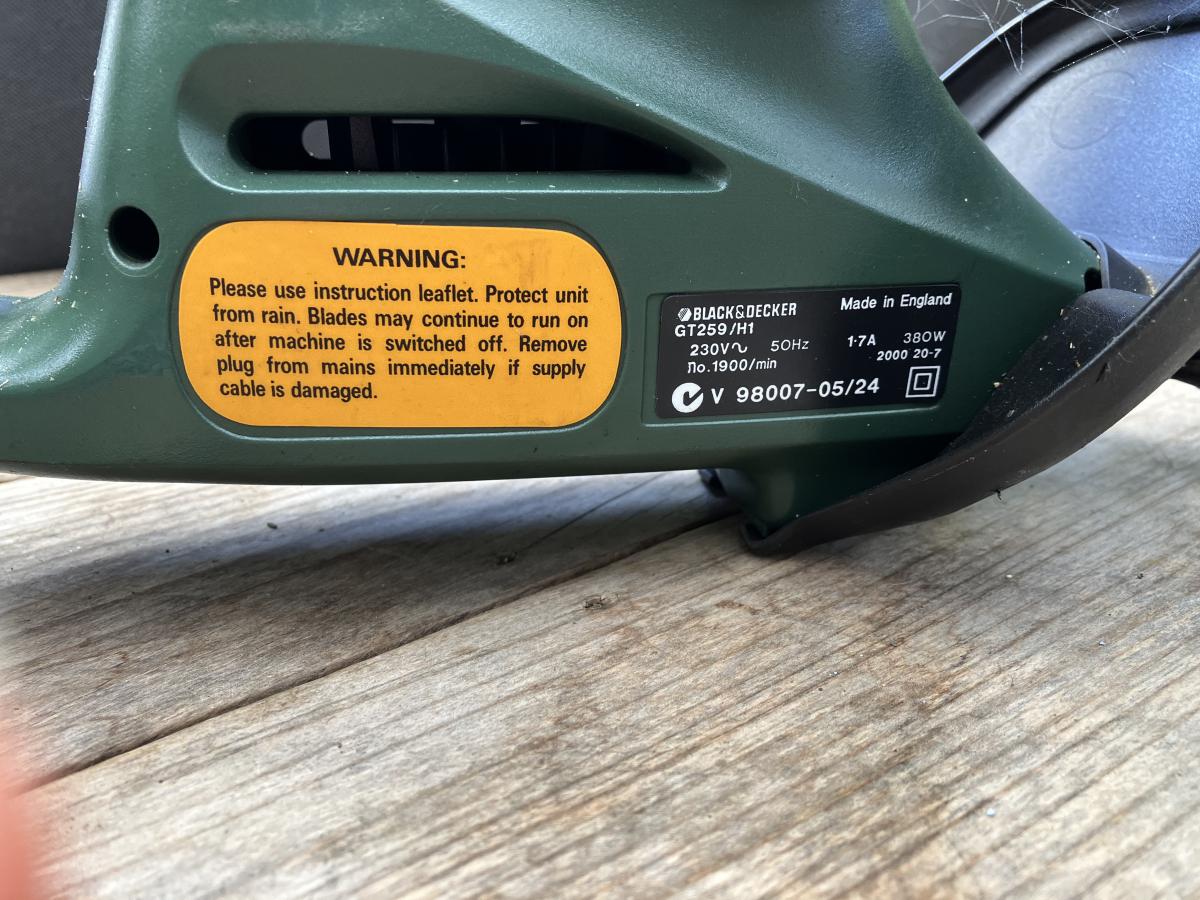 WARNING:
Please use instruction leaflet. Protect unit
from rain. Blades may continue to run on
after machine is switched off. Remove
plug from mains immediately if supply
cable is damaged.
BLACK&DECKER Made in England
GT259/H1
230V∿ 50Hz 1·7A 380W
no.1900/min 2000 20-7
V 98007-05/24